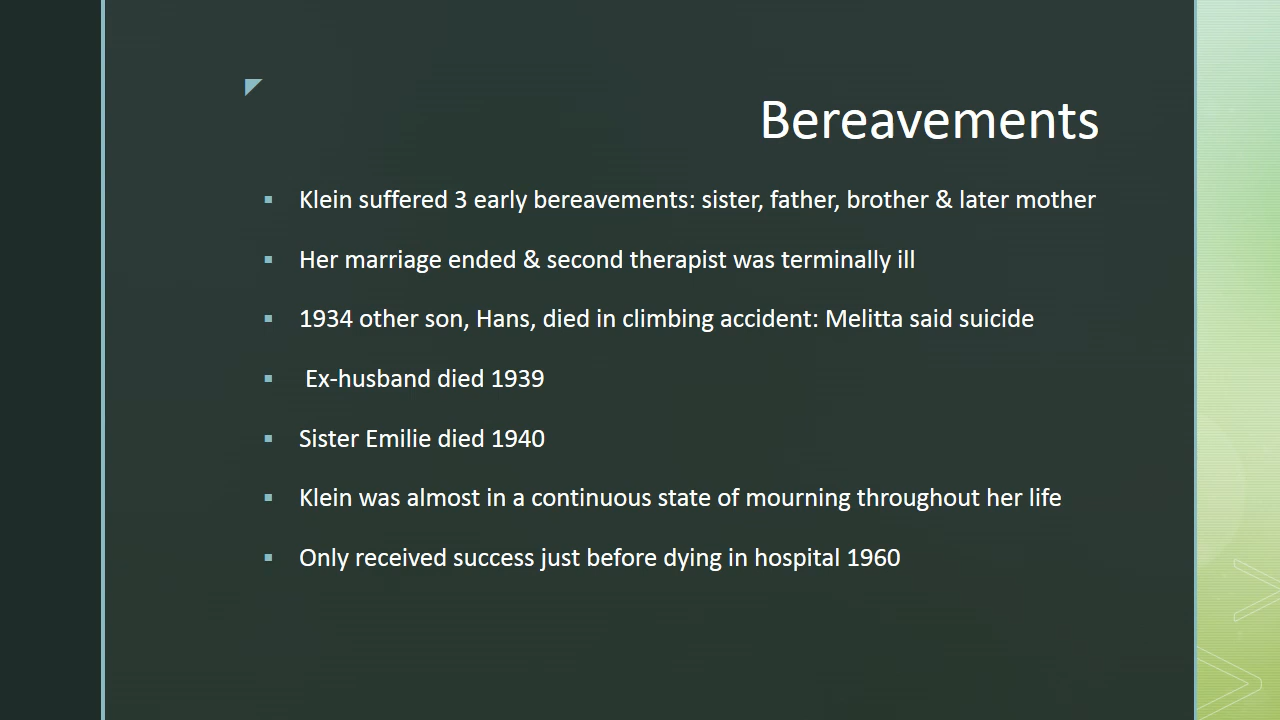 Bereavements
▪ Klein suffered 3 early bereavements: sister, father, brother & later mother
▪ Her marriage ended & second therapist was terminally ill
▪ 1934 other son, Hans, died in climbing accident: Melitta said suicide
▪ Ex-husband died 1939
▪ Sister Emilie died 1940
▪ Klein was almost in a continuous state of mourning throughout her life
▪ Only received success just before dying in hospital 1960